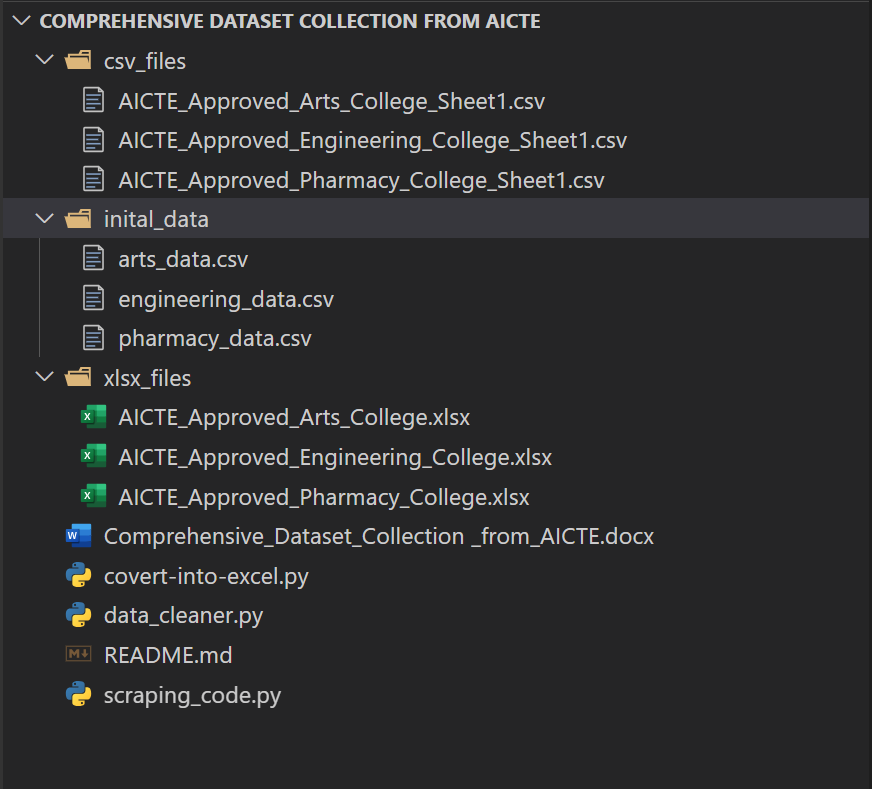 COMPREHENSIVE DATASET COLLECTION FROM AICTE
csv_files
AICTE_Approved_Arts_College_Sheet1.csv
AICTE_Approved_Engineering_College_Sheet1.csv
AICTE_Approved_Pharmacy_College_Sheet1.csv
inital_data
arts_data.csv
engineering_data.csv
pharmacy_data.csv
xlsx_files
AICTE_Approved_Arts_College.xlsx
AICTE_Approved_Engineering_College.xlsx
AICTE_Approved_Pharmacy_College.xlsx
Comprehensive_Dataset_Collection _from_AICTE.docx
covert-into-excel.py
data_cleaner.py
README.md
scraping_code.py